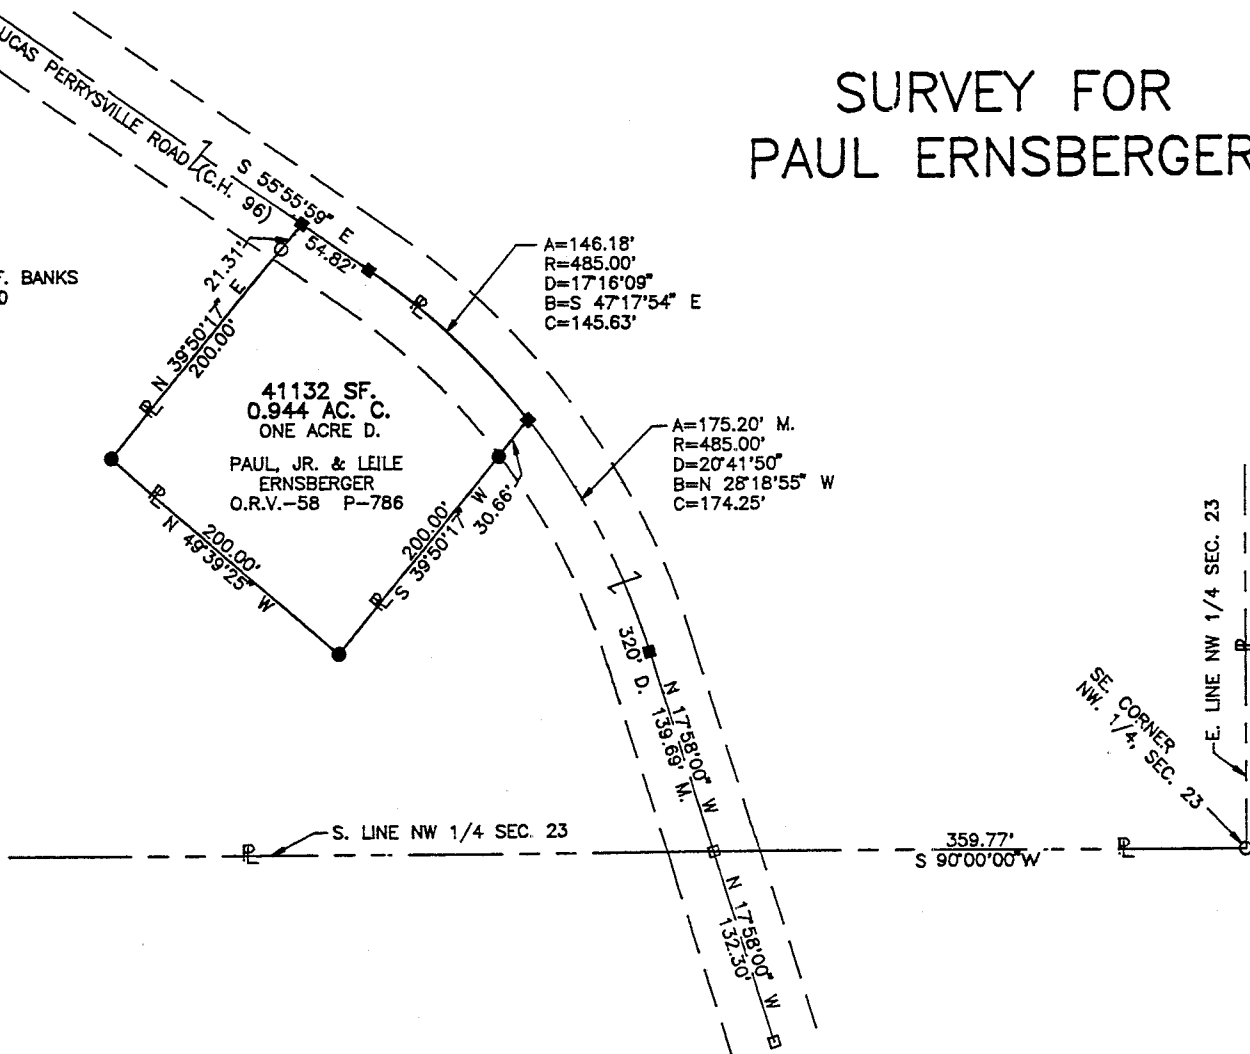 SURVEY FOR
PAUL ERNSBERGER
UCAS PERRYSVILLE ROAD (C.H. 96)
S 55°55'59" E
54.82'
21.31'
N 39°50'17" E
200.00'
F. BANKS
A=146.18'
R=485.00'
D=17°16'09"
B=S 47°17'54" E
C=145.63'
41132 SF.
0.944 AC. C.
ONE ACRE D.
PAUL, JR. & LEILE
ERNSBERGER
O.R.V.-58 P-786
A=175.20' M.
R=485.00'
D=20°41'50"
B=N 28°18'55" W
C=174.25'
200.00'
S 39°50'17" W
30.66'
200.00'
N 49°39'25" W
320' D.
N 17°58'00" W
139.69' M.
E. LINE NW 1/4 SEC. 23
SE. CORNER
NW. 1/4, SEC. 23
S. LINE NW 1/4 SEC. 23
359.77'
S 90°00'00" W
N 17°58'00" W
132.30'